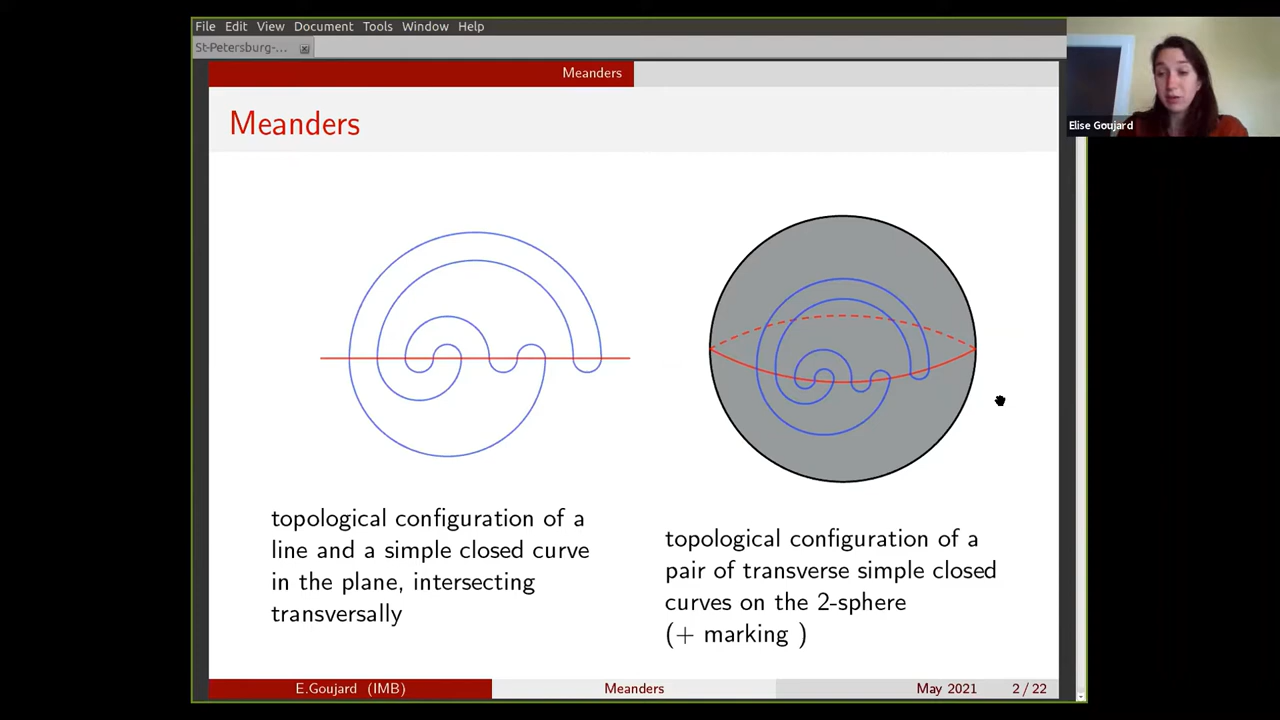 File Edit View Document Tools Window Help
St-Petersburg-...
Meanders
Meanders
Elise Goujard
topological configuration of a
line and a simple closed curve
in the plane, intersecting
transversally
topological configuration of a
pair of transverse simple closed
curves on the 2-sphere
(+ marking )
E.Goujard (IMB) Meanders May 2021 2 / 22